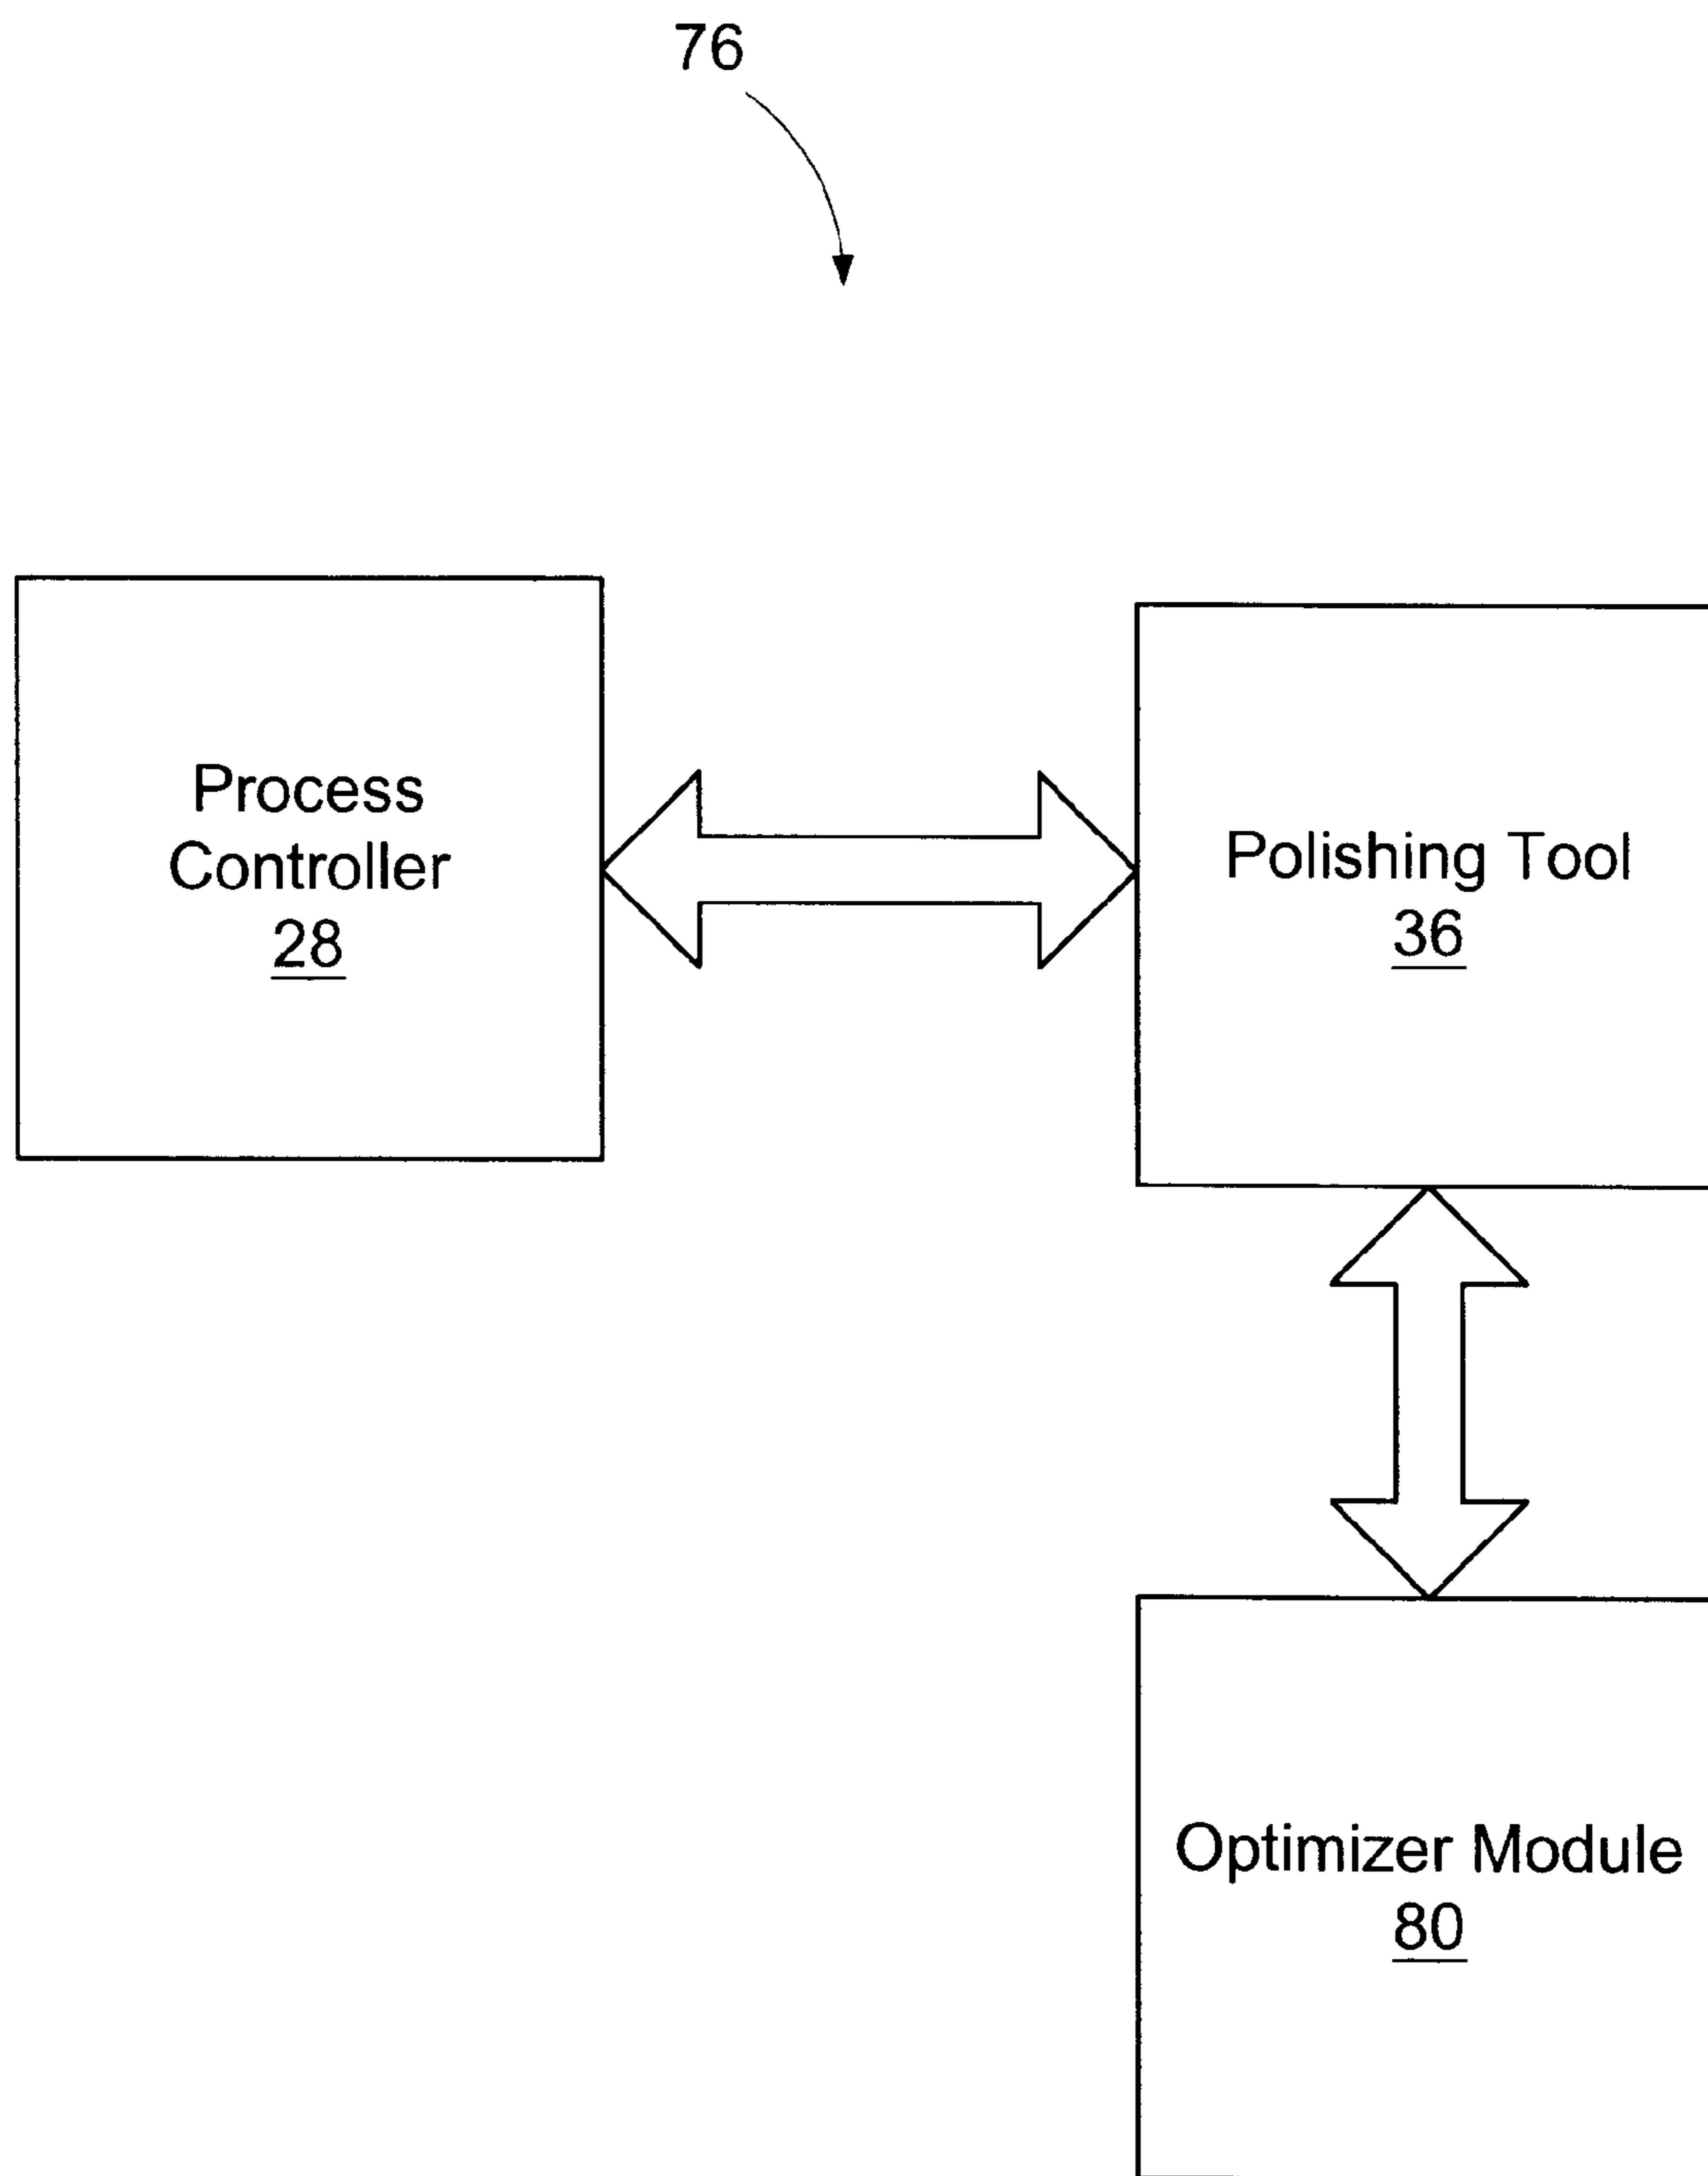 76
Process
Controller
28
Polishing Tool
36
Optimizer Module
80